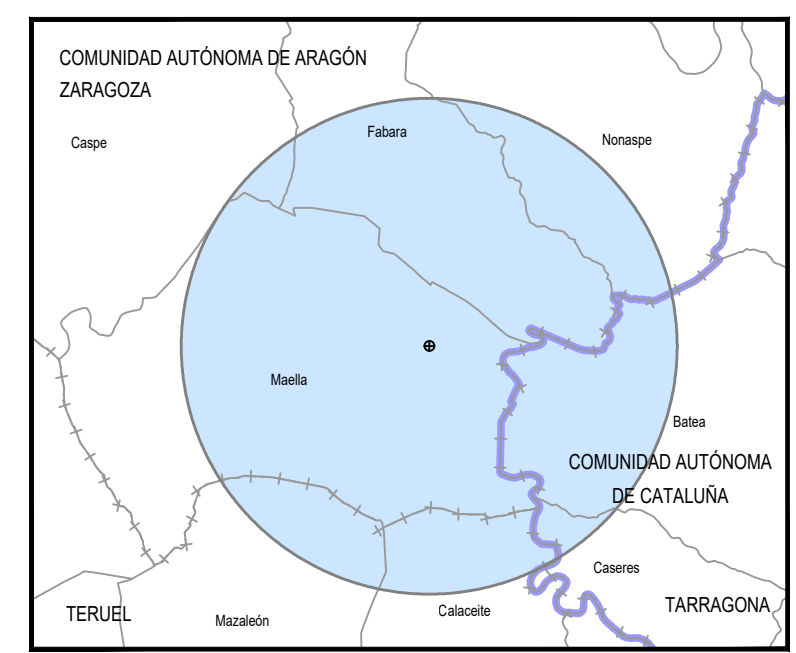 COMUNIDAD AUTÓNOMA DE ARAGÓN
ZARAGOZA
Fabara
Caspe
Nonaspe
Maella
Batea
COMUNIDAD AUTÓNOMA
DE CATALUÑA
Caseres
TERUEL
Mazaleón
Calaceite
TARRAGONA